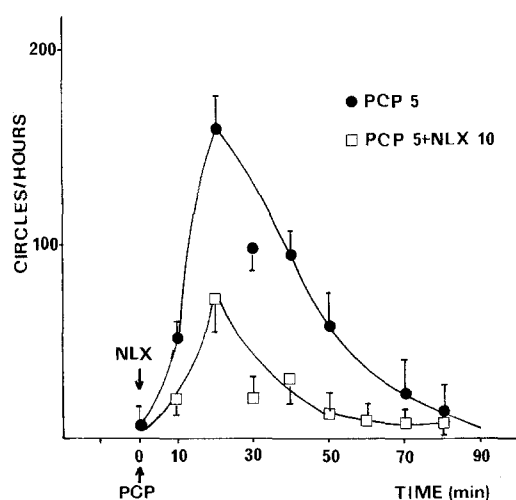 200
● PCP 5
□ PCP 5+NLX 10
CIRCLES/HOURS
100
NLX
0 10 30 50 70 90
PCP
TIME (min)